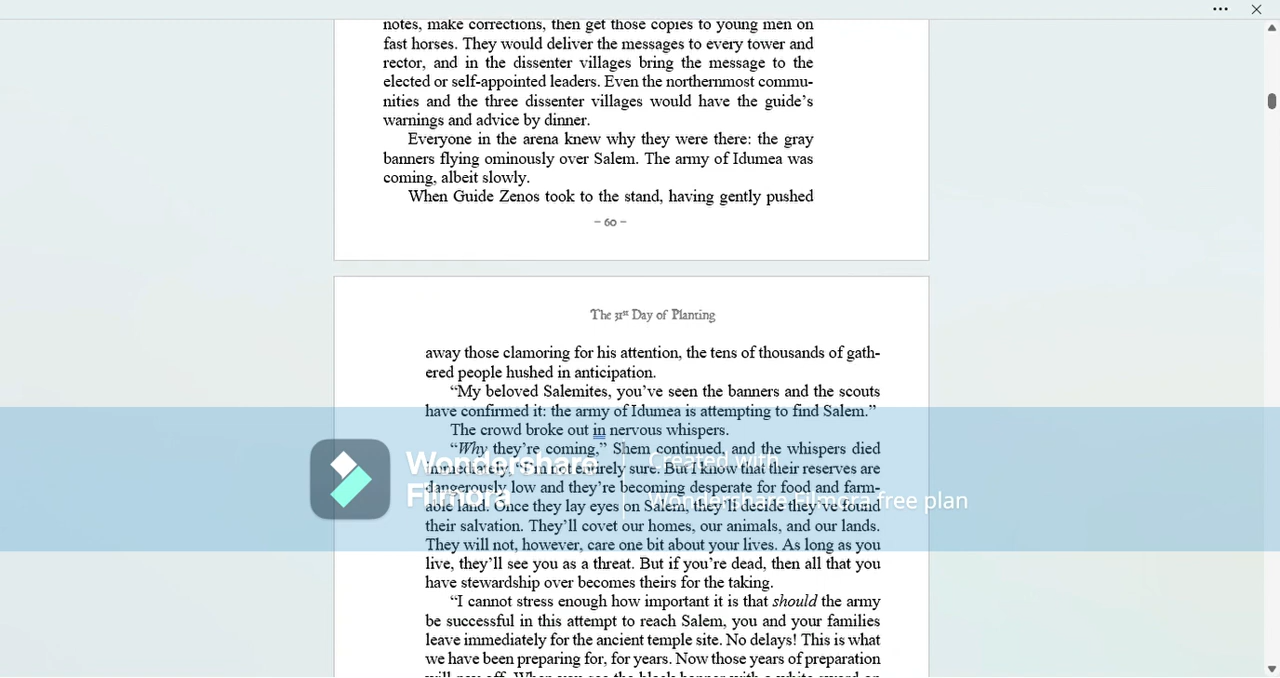 notes, make corrections, then get those copies to young men on
fast horses. They would deliver the messages to every tower and
rector, and in the dissenter villages bring the message to the
elected or self-appointed leaders. Even the northernmost commu-
nities and the three dissenter villages would have the guide’s
warnings and advice by dinner.
Everyone in the arena knew why they were there: the gray
banners flying ominously over Salem. The army of Idumea was
coming, albeit slowly.
When Guide Zenos took to the stand, having gently pushed
– 60 –
The 31st Day of Planting
away those clamoring for his attention, the tens of thousands of gath-
ered people hushed in anticipation.
“My beloved Salemites, you’ve seen the banners and the scouts
have confirmed it: the army of Idumea is attempting to find Salem.”
The crowd broke out in nervous whispers.
“Why they’re coming,” Shem continued, and the whispers died
immediately, “I’m not entirely sure. But I know that their reserves are
dangerously low and they’re becoming desperate for food and farm-
able land. Once they lay eyes on Salem, they’ll decide they’ve found
their salvation. They’ll covet our homes, our animals, and our lands.
They will not, however, care one bit about your lives. As long as you
live, they’ll see you as a threat. But if you’re dead, then all that you
have stewardship over becomes theirs for the taking.
“I cannot stress enough how important it is that should the army
be successful in this attempt to reach Salem, you and your families
leave immediately for the ancient temple site. No delays! This is what
we have been preparing for, for years. Now those years of preparation
will pay off. When you see the black banner with a white sword on
Wondershare
Filmora
Created with
Wondershare Filmora free plan